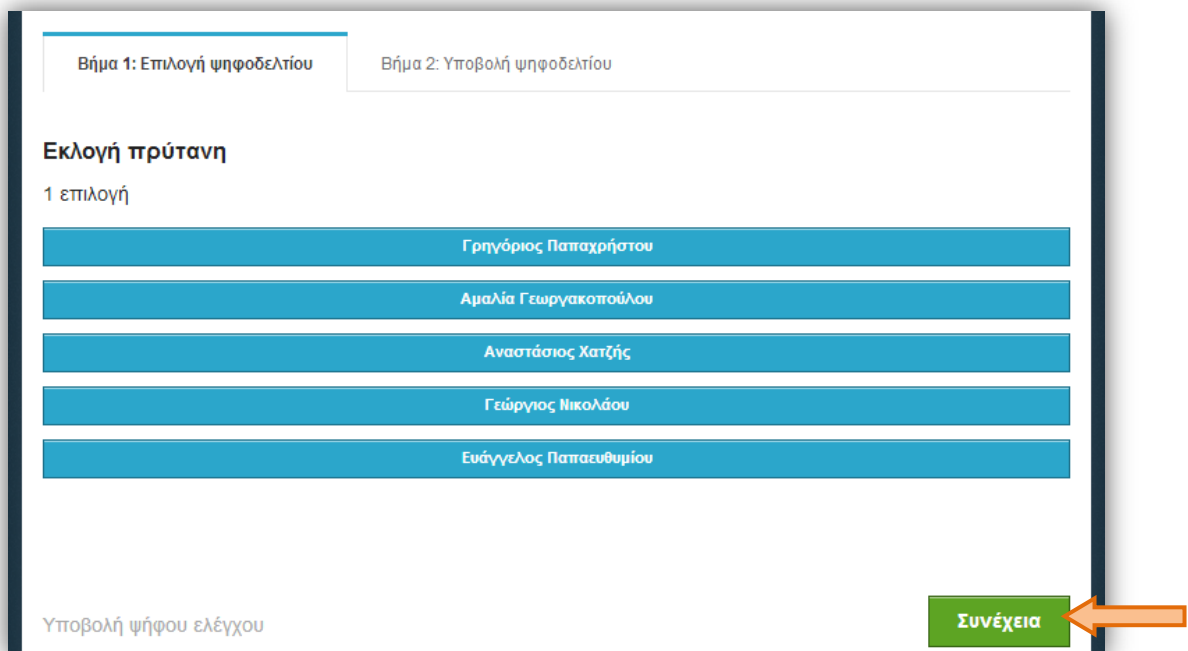 Βήμα 1: Επιλογή ψηφοδελτίου
Βήμα 2: Υποβολή ψηφοδελτίου
Εκλογή πρύτανη
1 επιλογή
Γρηγόριος Παπαχρήστου
Αμαλία Γεωργακοπούλου
Αναστάσιος Χατζής
Γεώργιος Νικολάου
Ευάγγελος Παπαευθυμίου
Υποβολή ψήφου ελέγχου
Συνέχεια